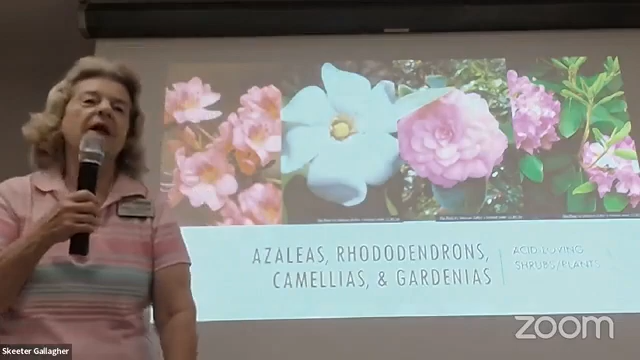 AZALEAS, RHODODENDRONS,
CAMELLIAS, & GARDENIAS
ACID-LOVING
SHRUBS/PLANTS
zoom
Skeeter Gallagher